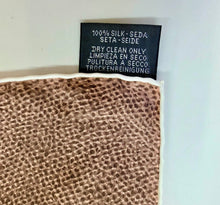 100% SILK-SEDA
SETA-SEIDE
DRY CLEAN ONLY
LIMPIEZA EN SECO
PULITURA A SECCO
TROCKENREINIGUNG